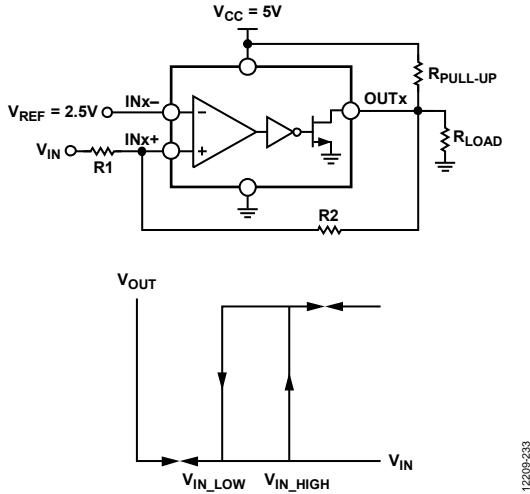 V_CC = 5V
R_PULL-UP
INx–
OUTx
V_REF = 2.5V
–
INx+
V_IN
+
R_LOAD
R1
R2
V_OUT
V_IN
V_IN_LOW
V_IN_HIGH
12209-233